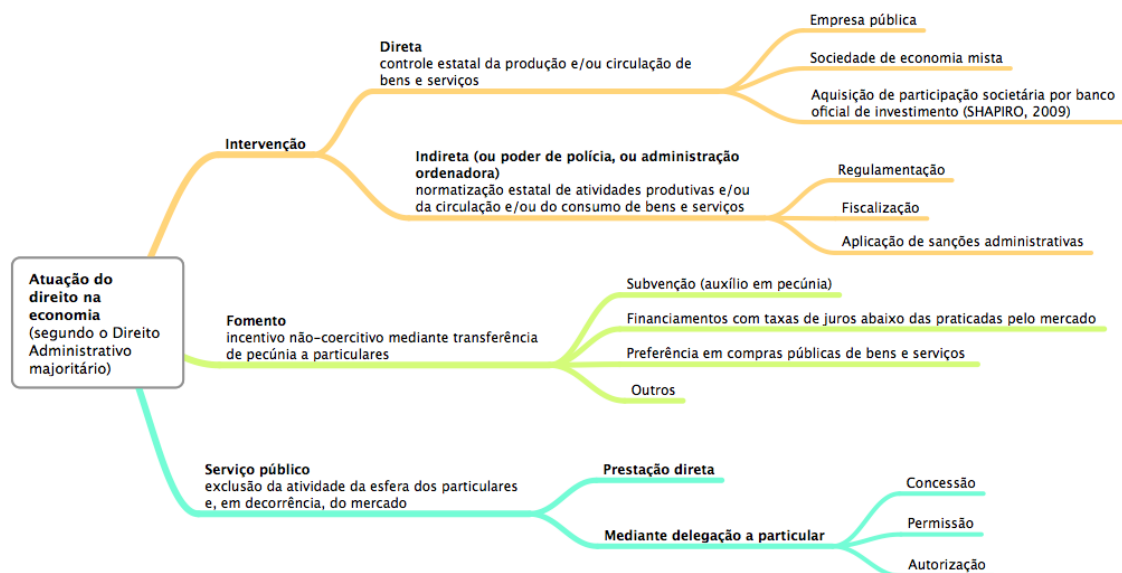 Atuação do
direito na
economia
(segundo o Direito
Administrativo
majoritário)
Intervenção
Direta
controle estatal da produção e/ou circulação de
bens e serviços
Empresa pública
Sociedade de economia mista
Aquisição de participação societária por banco
oficial de investimento (SHAPIRO, 2009)
Indireta (ou poder de polícia, ou administração
ordenadora)
normatização estatal de atividades produtivas e/ou
da circulação e/ou do consumo de bens e serviços
Regulamentação
Fiscalização
Aplicação de sanções administrativas
Fomento
incentivo não-coercitivo mediante transferência
de pecúnia a particulares
Subvenção (auxílio em pecúnia)
Financiamentos com taxas de juros abaixo das praticadas pelo mercado
Preferência em compras públicas de bens e serviços
Outros
Serviço público
exclusão da atividade da esfera dos particulares
e, em decorrência, do mercado
Prestação direta
Mediante delegação a particular
Concessão
Permissão
Autorização